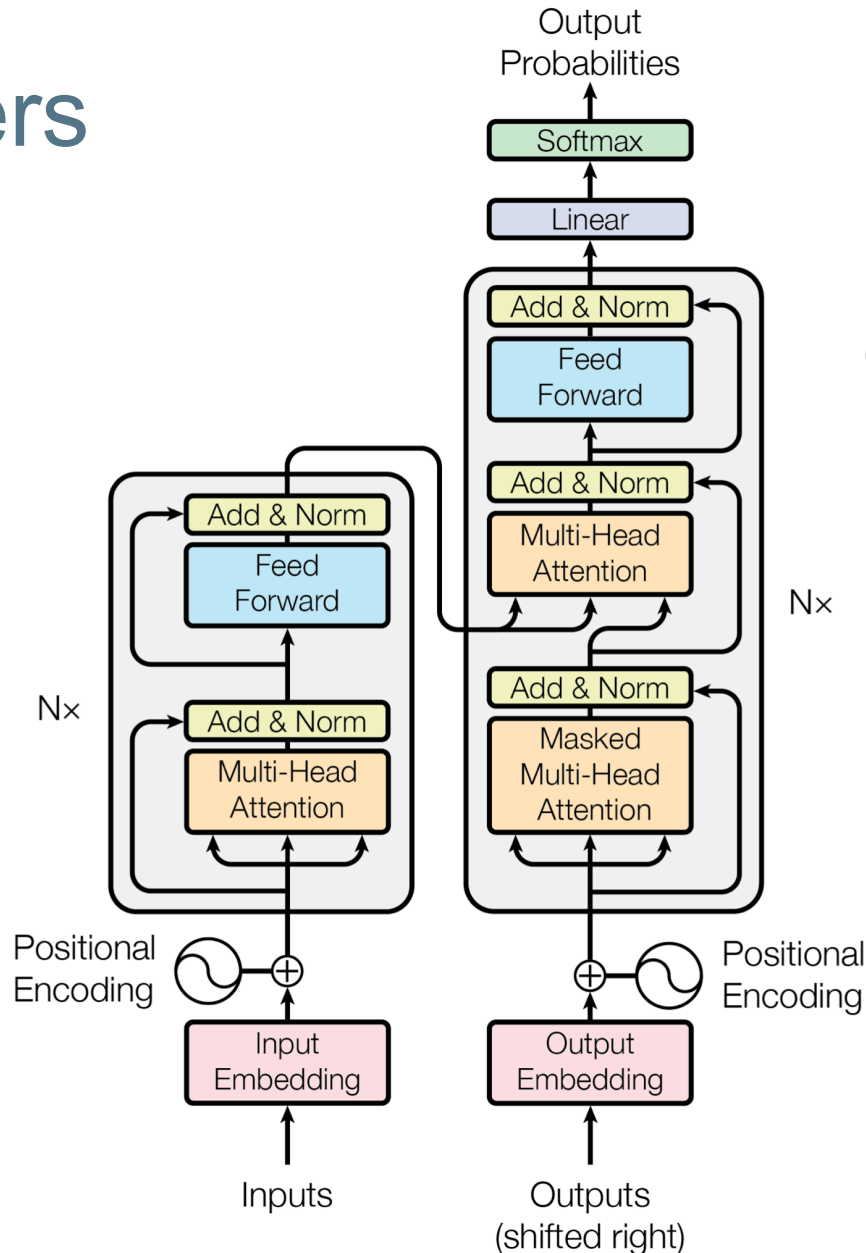 ers
Output
Probabilities
Softmax
Linear
Add & Norm
Feed
Forward
Add & Norm
Multi-Head
Attention
Add & Norm
Masked
Multi-Head
Attention
Nx
Add & Norm
Feed
Forward
Add & Norm
Multi-Head
Attention
Nx
Positional
Encoding
Positional
Encoding
Input
Embedding
Output
Embedding
Inputs
Outputs
(shifted right)